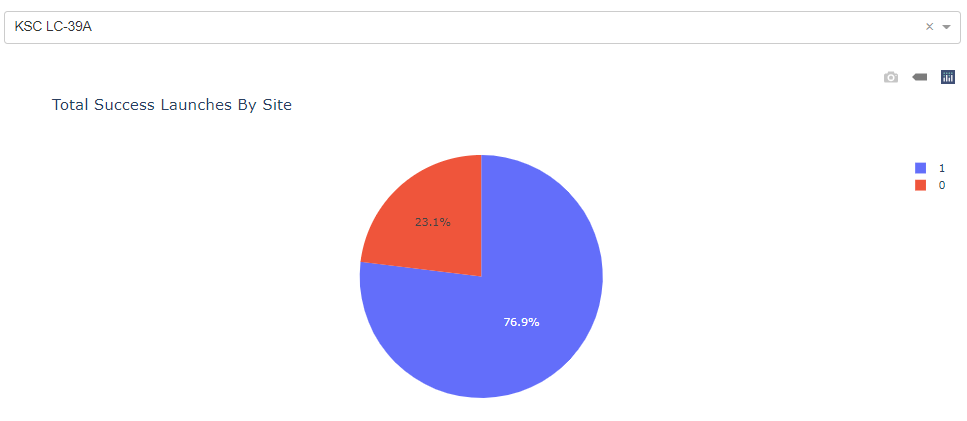 KSC LC-39A
Total Success Launches By Site
1
0
23.1%
76.9%